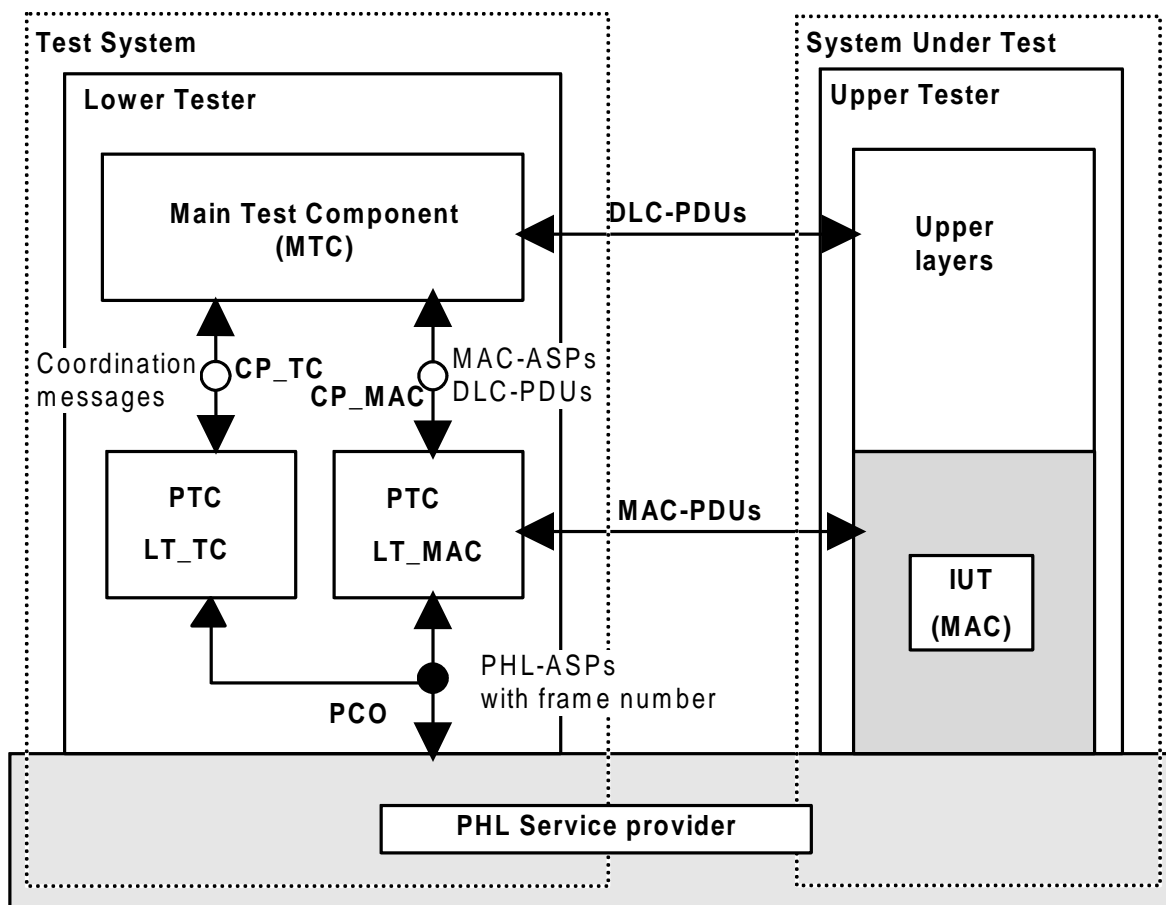 Test System
System Under Test
Lower Tester
Upper Tester
Main Test Component
(MTC)
DLC-PDUs
Upper
layers
Coordination
messages
CP_TC
CP_MAC
MAC-ASPs
DLC-PDUs
PTC
LT_TC
PTC
LT_MAC
MAC-PDUs
IUT
(MAC)
PHL-ASPs
with frame number
PCO
PHL Service provider